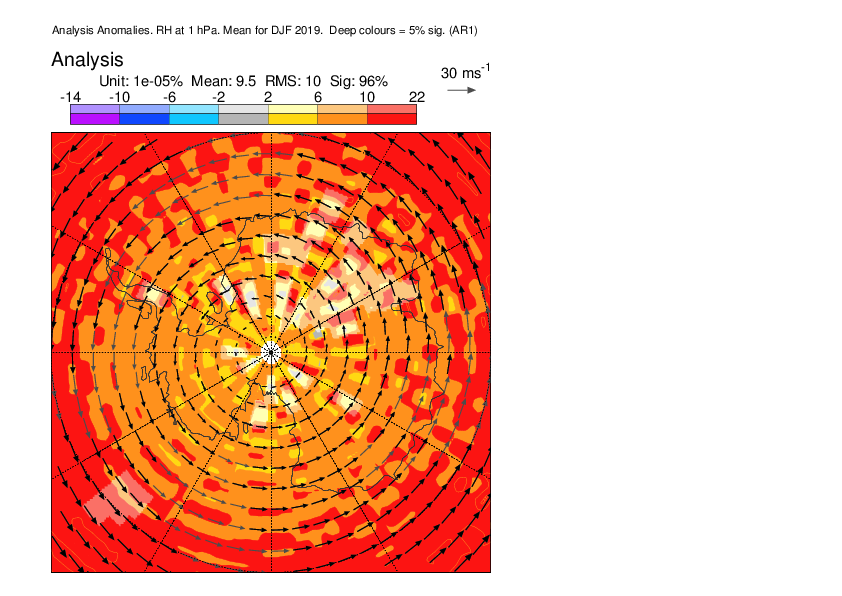 Analysis Anomalies. RH at 1 hPa. Mean for DJF 2019. Deep colours = 5% sig. (AR1)
Analysis
30 ms-1
Unit: 1e-05% Mean: 9.5 RMS: 10 Sig: 96%
-14 -10 -6 -2 2 6 10 22